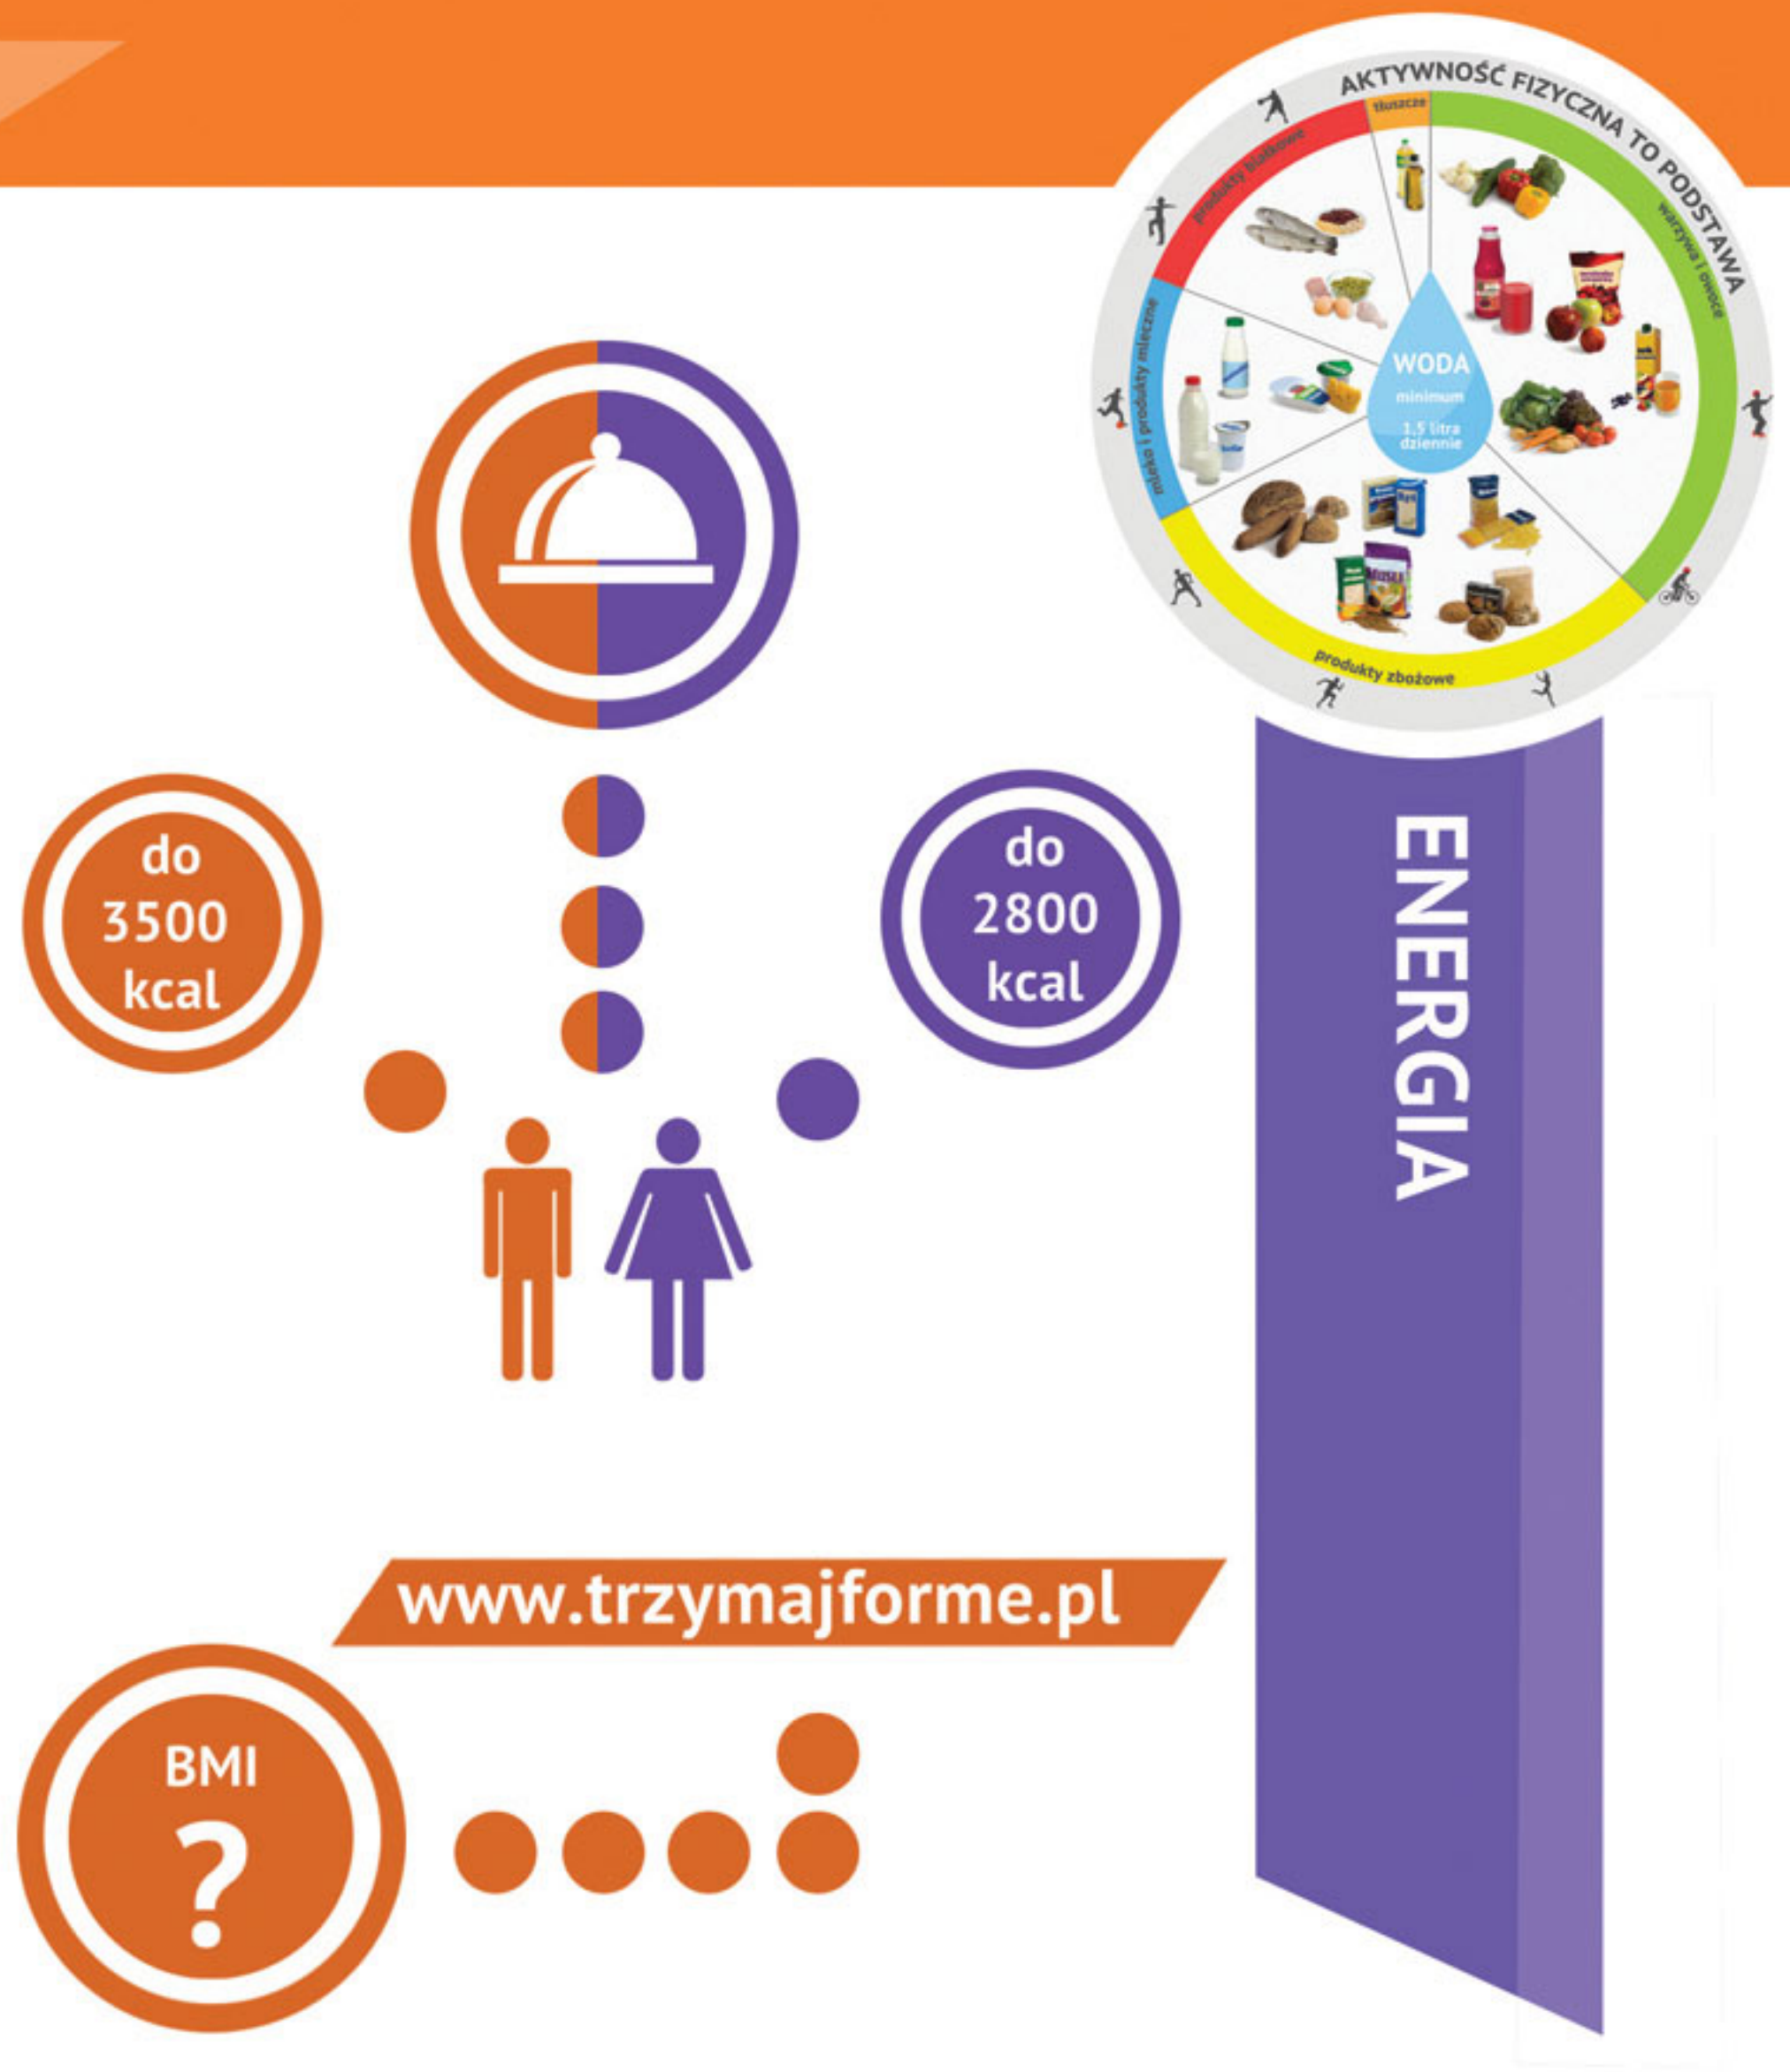 AKTYWNOŚĆ FIZYCZNA TO PODSTAWA
tłuszcze
produkty białkowe
warzywa i owoce
mleko i produkty mleczne
WODA
minimum
1,5 litra
dziennie
MUSLI
produkty zbożowe
do
3500
kcal
do
2800
kcal
ENERGIA
www.trzymajforme.pl
BMI
?